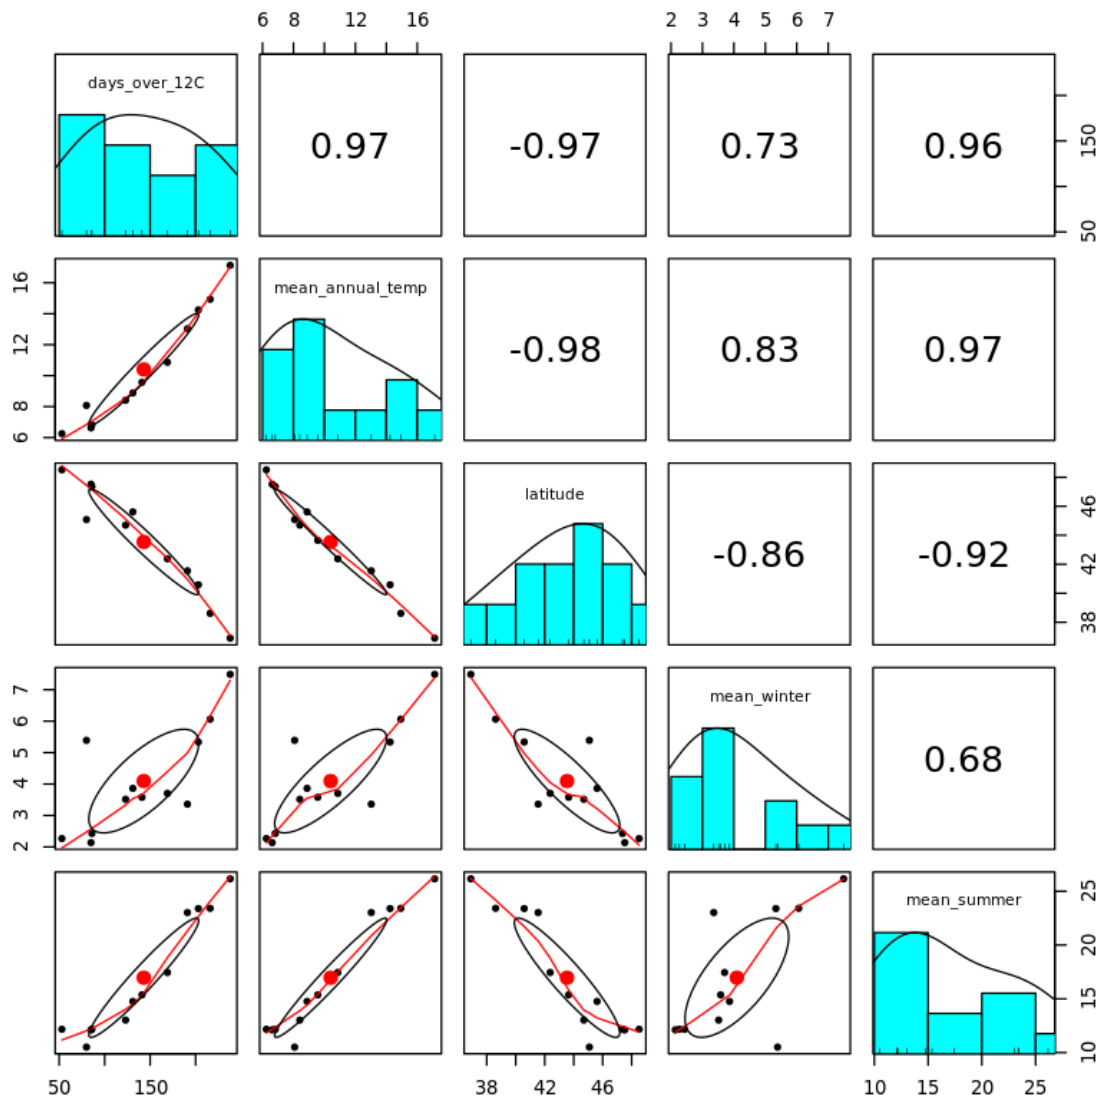 6 8 12 16 2 3 4 5 6 7
days_over_12C
0.97 -0.97 0.73 0.96
50 150
6 8 12 16
mean_annual_temp
-0.98 0.83 0.97
latitude
-0.86 -0.92
38 42 46
2 3 4 5 6 7
mean_winter
0.68
mean_summer
10 15 20 25
50 150 38 42 46 10 15 20 25